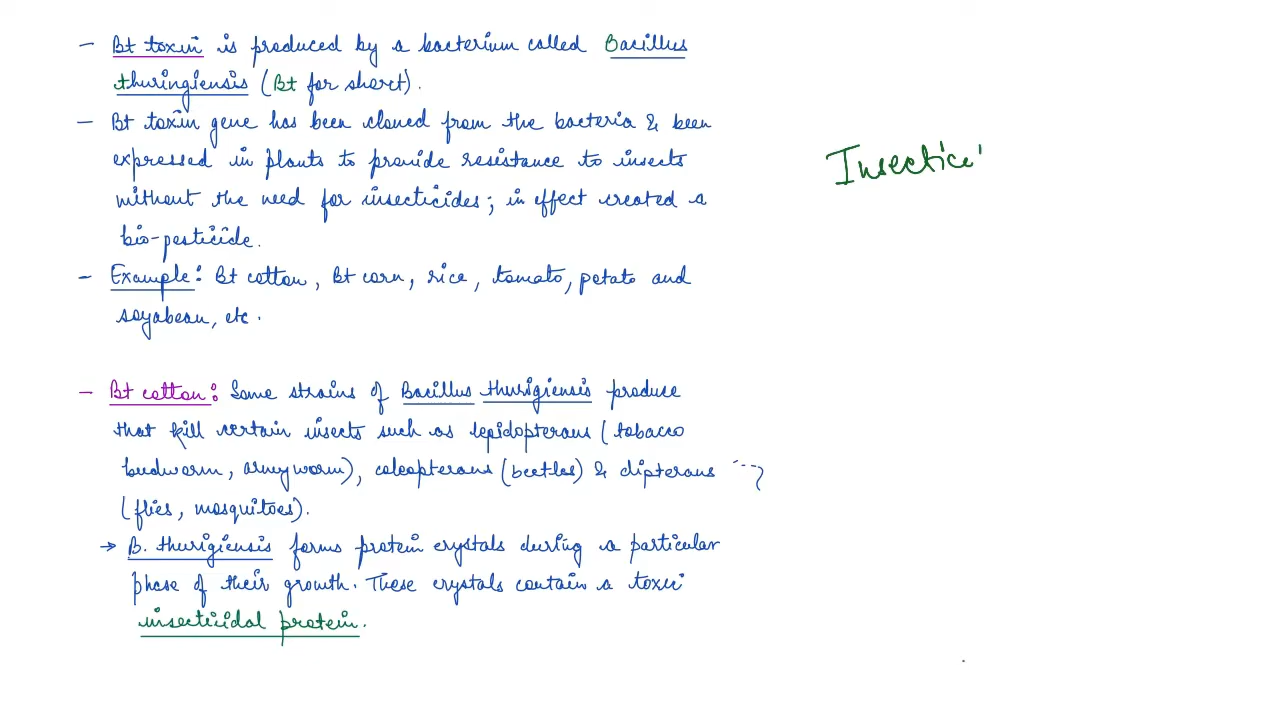 - Bt toxin is produced by a bacterium called Bacillus
thuringiensis (Bt for short).
- Bt toxin gene has been cloned from the bacteria & been
expressed in plants to provide resistance to insects
without the need for insecticides; in effect created a
bio-pesticide.
- Example: Bt cotton, Bt corn, rice, tomato, potato and
soyabean, etc.
- Bt cotton: Some strains of Bacillus thurigiensis produce
that kill certain insects such as lepidopterans (tobacco
budworm, armyworm), coleopterans (beetles) & dipterans
(flies, mosquitoes).
→ B. thurigiensis forms protein crystals during a particular
phase of their growth. These crystals contain a toxic
insecticidal protein.
Insectici